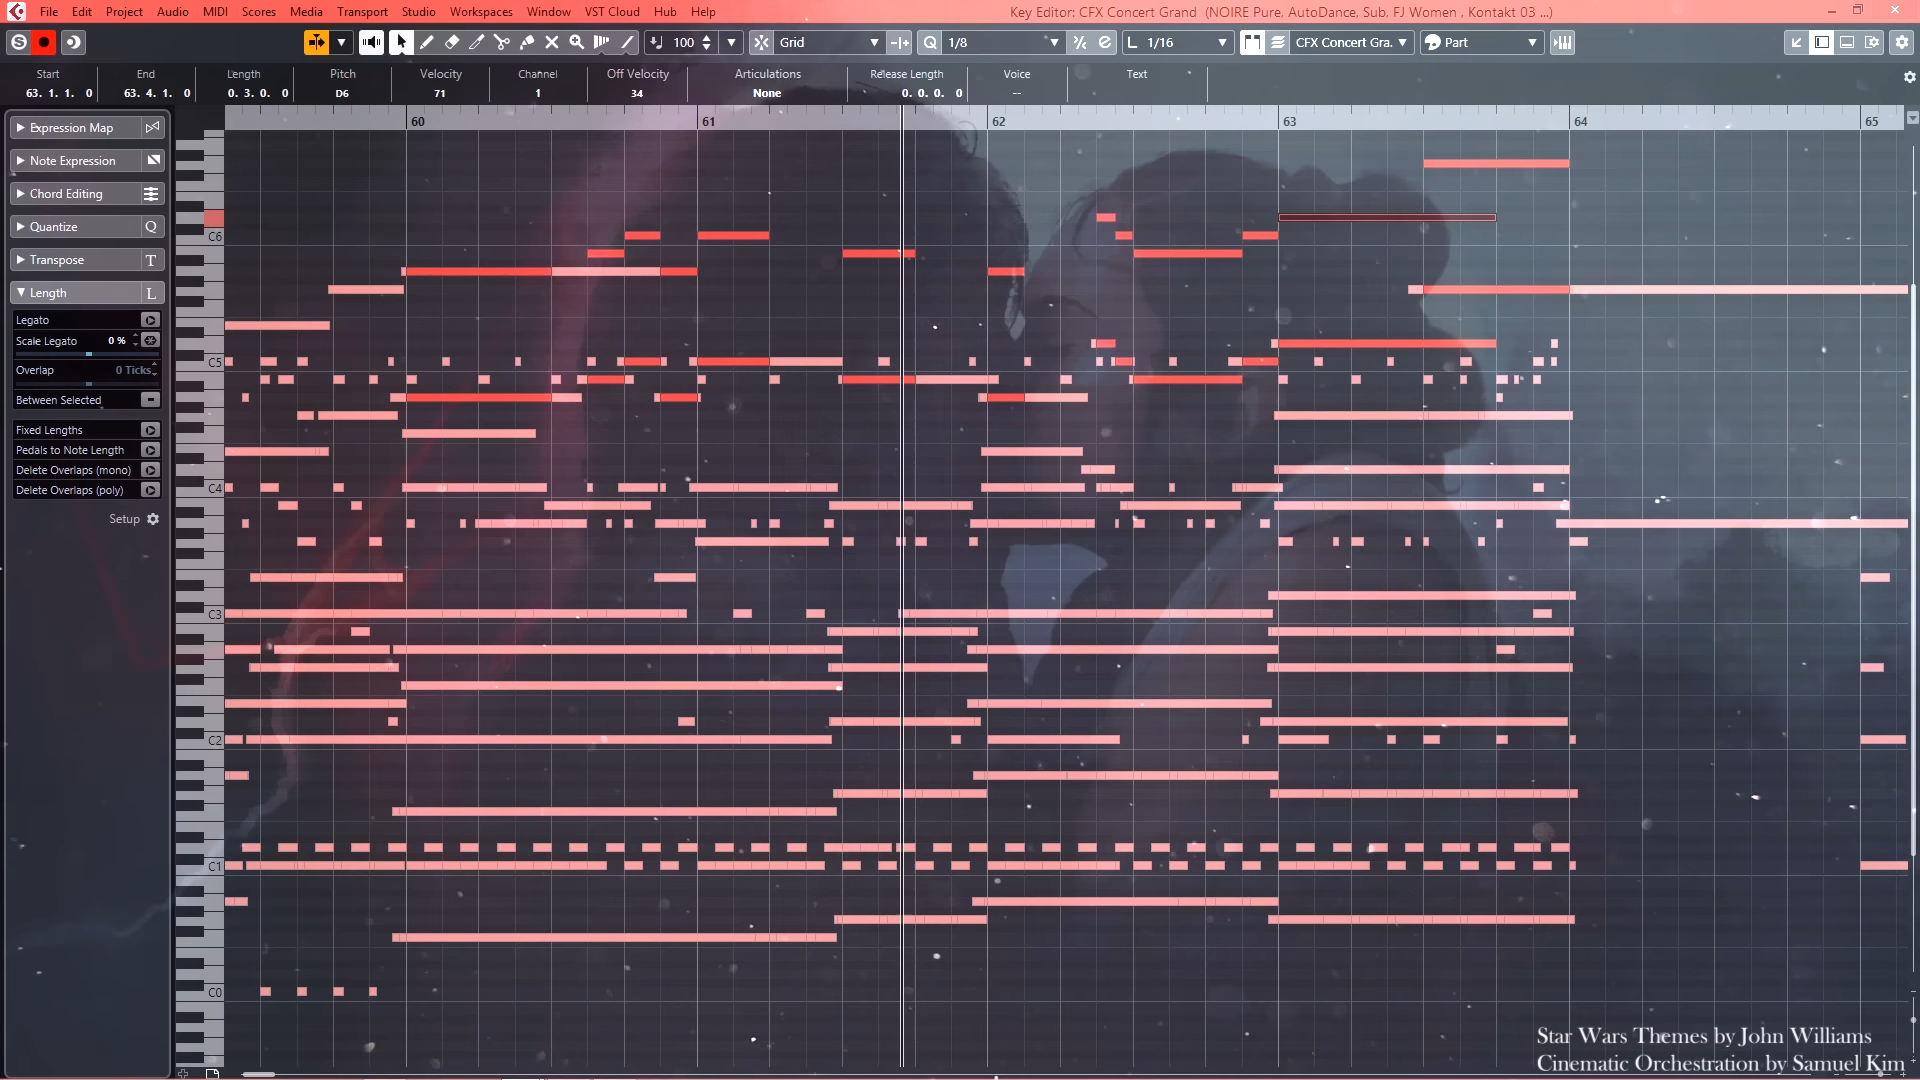 File Edit Project Audio MIDI Scores Media Transport Studio Workspaces Window VST Cloud Hub Help
Key Editor: CFX Concert Grand (NOIRE Pure, AutoDance, Sub, FJ Women , Kontakt 03 ...)
S 100 Grid Q 1/8 L 1/16 CFX Concert Gra. Part
Start End Length Pitch Velocity Channel Off Velocity Articulations Release Length Voice Text
63. 1. 1. 0 63. 4. 1. 0 0. 3. 0. 0 D6 71 1 34 None 0. 0. 0. 0 --
60 61 62 63 64 65
Expression Map
Note Expression
Chord Editing
Quantize Q
Transpose T
Length L
Legato
Scale Legato 0 %
Overlap 0 Ticks
Between Selected
Fixed Lengths
Pedals to Note Length
Delete Overlaps (mono)
Delete Overlaps (poly)
Setup
C6
C5
C4
C3
C2
C1
C0
Star Wars Themes by John Williams
Cinematic Orchestration by Samuel Kim